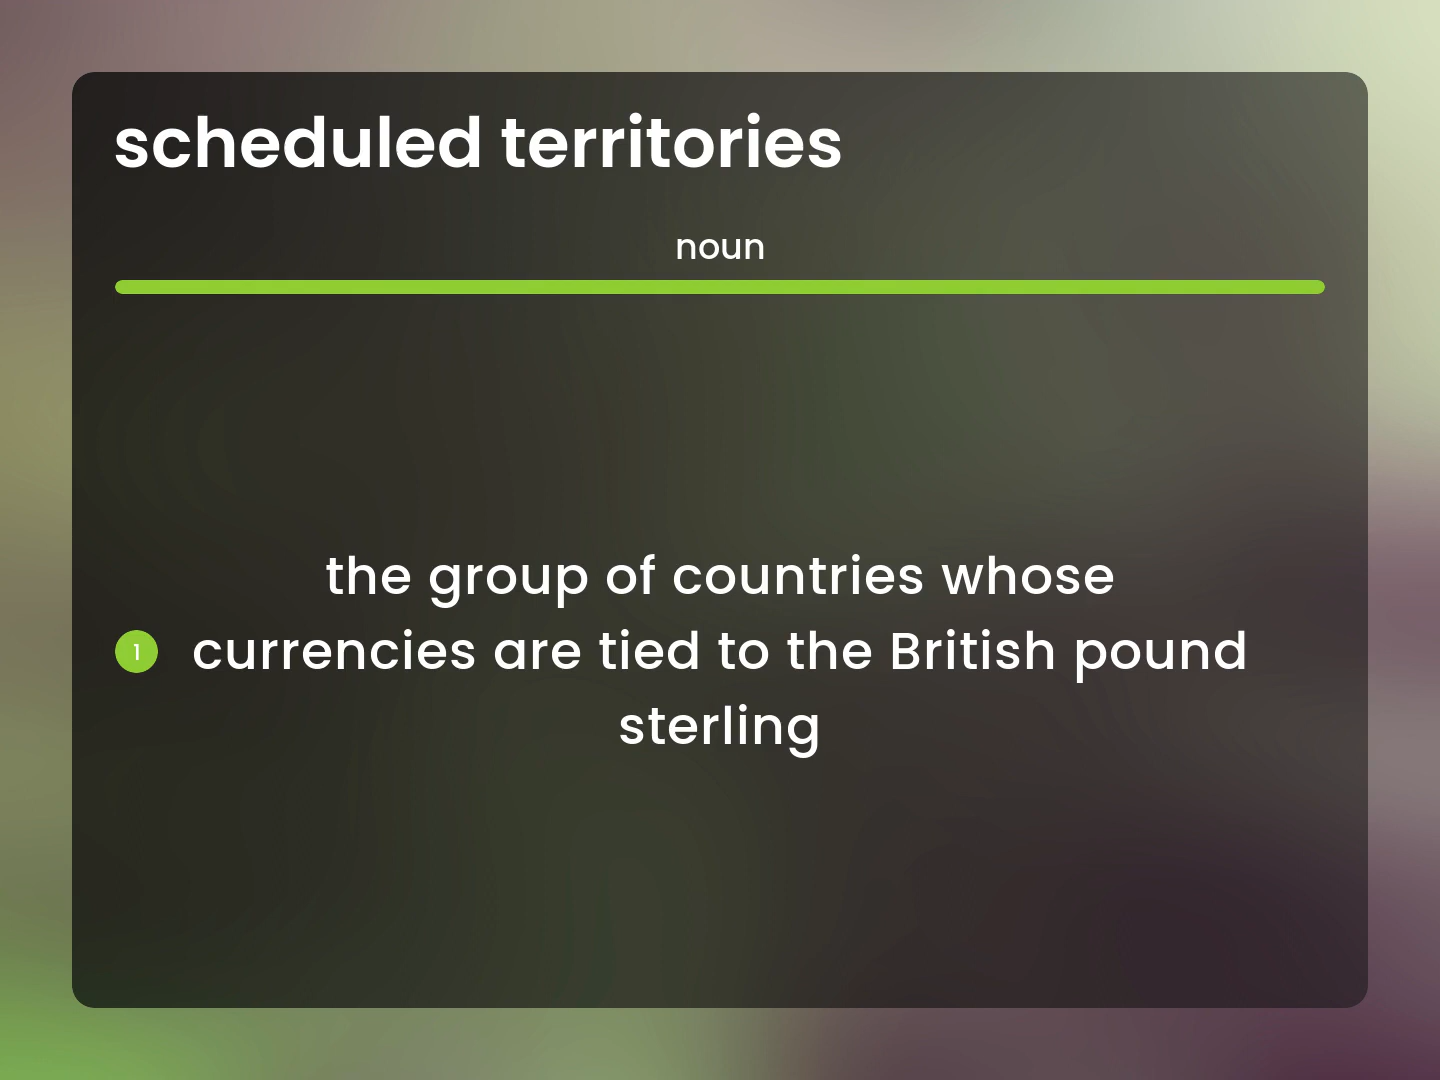 scheduled territories
noun
the group of countries whose
1 currencies are tied to the British pound
sterling